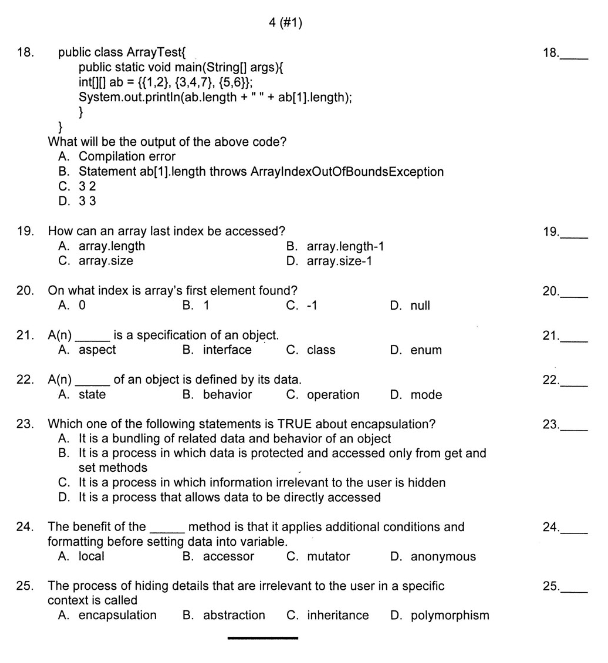 4 (#1)
18. public class ArrayTest{ 18.____
public static void main(String[] args){
int[][] ab = {{1,2}, {3,4,7}, {5,6}};
System.out.println(ab.length + " " + ab[1].length);
}
}
What will be the output of the above code?
A. Compilation error
B. Statement ab[1].length throws ArrayIndexOutOfBoundsException
C. 3 2
D. 3 3
19. How can an array last index be accessed? 19.____
A. array.length B. array.length-1
C. array.size D. array.size-1
20. On what index is array's first element found? 20.____
A. 0 B. 1 C. -1 D. null
21. A(n) _____ is a specification of an object. 21.____
A. aspect B. interface C. class D. enum
22. A(n) _____ of an object is defined by its data. 22.____
A. state B. behavior C. operation D. mode
23. Which one of the following statements is TRUE about encapsulation? 23.____
A. It is a bundling of related data and behavior of an object
B. It is a process in which data is protected and accessed only from get and
set methods
C. It is a process in which information irrelevant to the user is hidden
D. It is a process that allows data to be directly accessed
24. The benefit of the _____ method is that it applies additional conditions and 24.____
formatting before setting data into variable.
A. local B. accessor C. mutator D. anonymous
25. The process of hiding details that are irrelevant to the user in a specific 25.____
context is called
A. encapsulation B. abstraction C. inheritance D. polymorphism